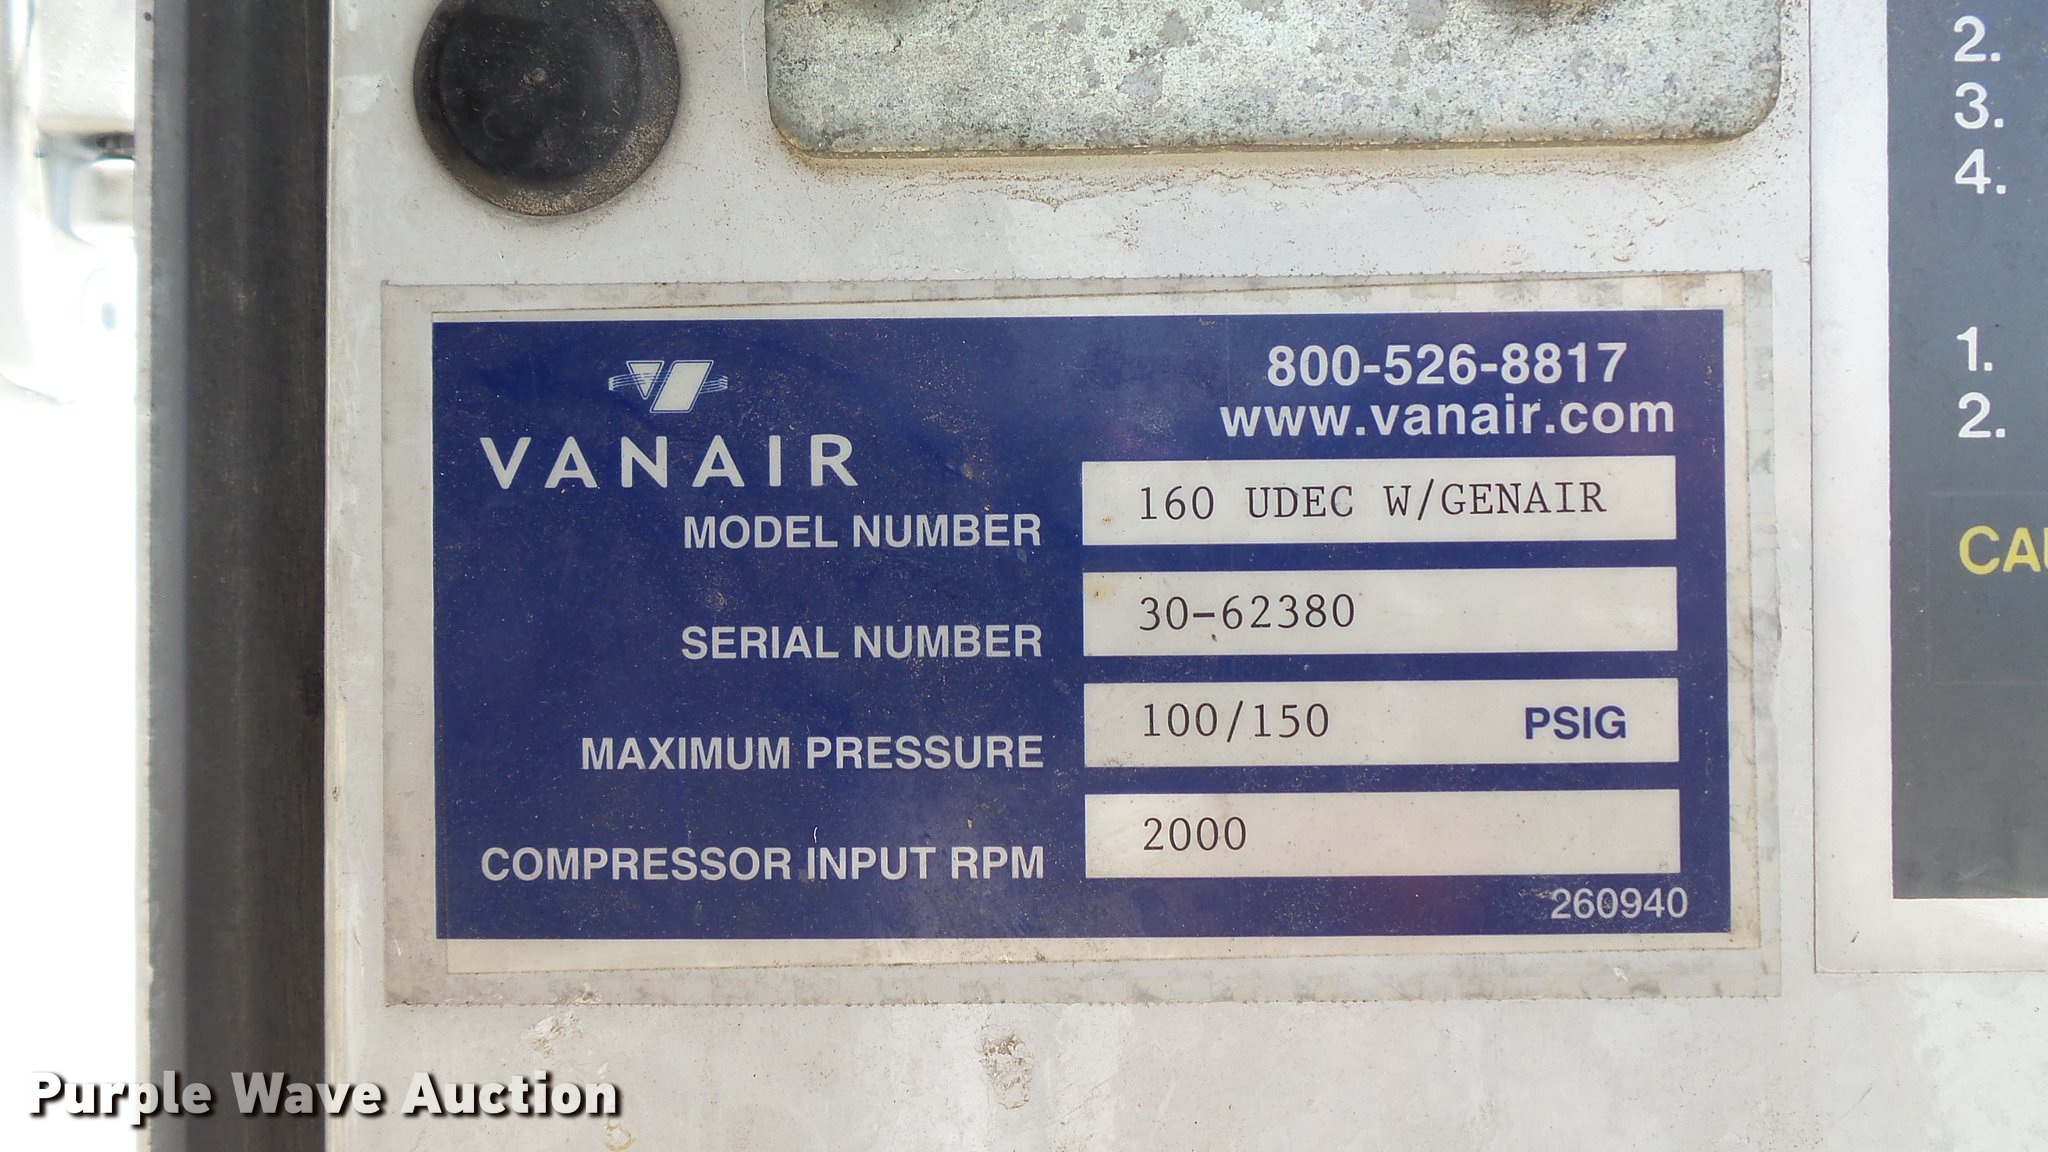 800-526-8817
www.vanair.com
VANAIR
MODEL NUMBER 160 UDEC W/GENAIR
SERIAL NUMBER 30-62380
MAXIMUM PRESSURE 100/150 PSIG
COMPRESSOR INPUT RPM 2000
260940
2.
3.
4.
1.
2.
Purple Wave Auction